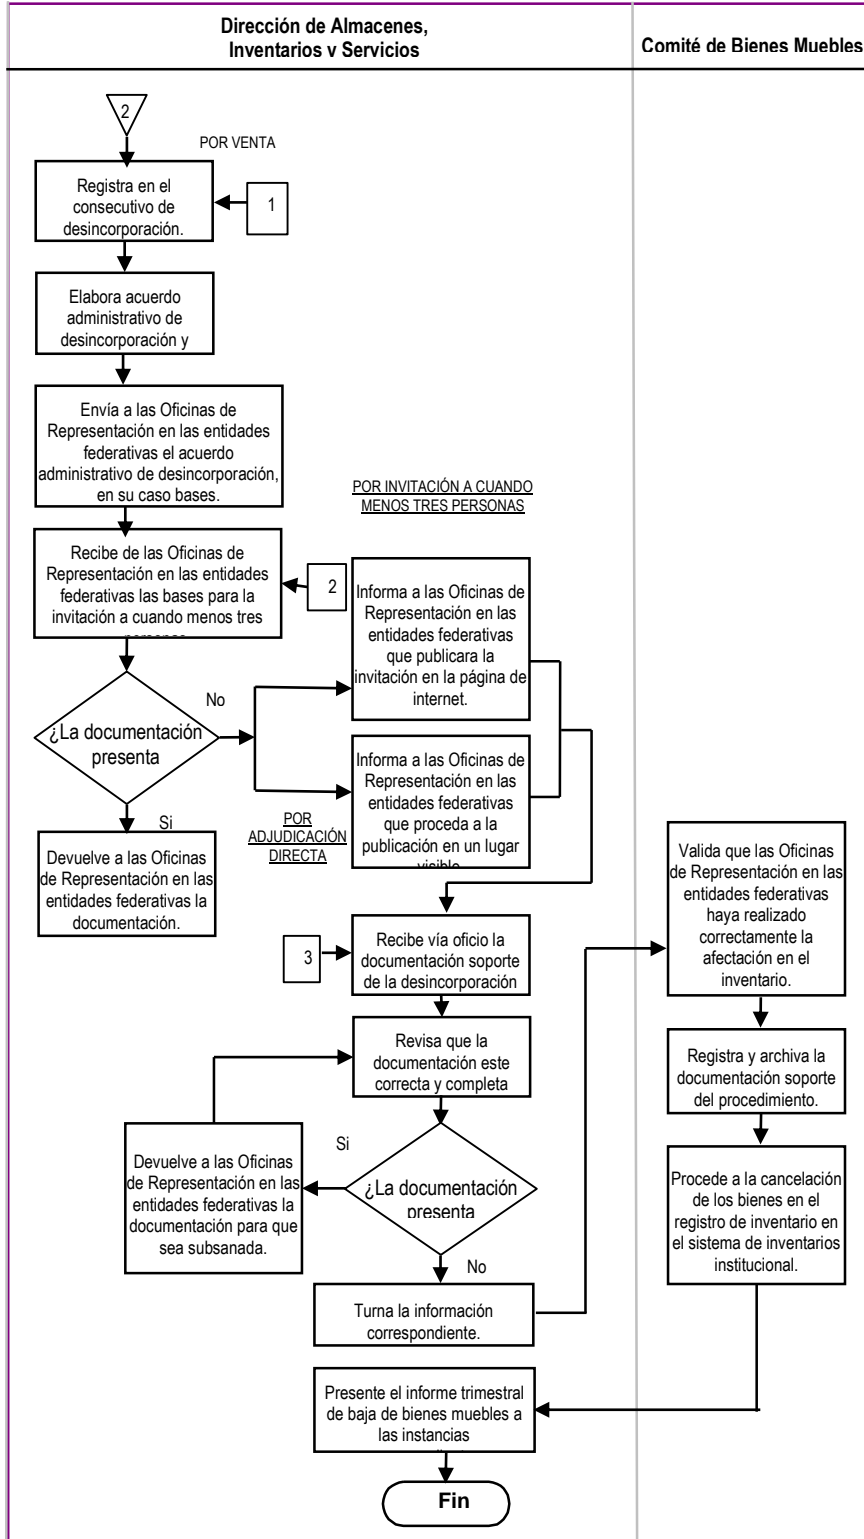 Dirección de Almacenes,
Inventarios y Servicios
Comité de Bienes Muebles
2
POR VENTA
Registra en el
consecutivo de
desincorporación.
1
Elabora acuerdo
administrativo de
desincorporación y
Envía a las Oficinas de
Representación en las entidades
federativas el acuerdo
administrativo de desincorporación,
en su caso bases.
POR INVITACIÓN A CUANDO
MENOS TRES PERSONAS
Recibe de las Oficinas de
Representación en las entidades
federativas las bases para la
invitación a cuando menos tres
personas
2
Informa a las Oficinas de
Representación en las
entidades federativas
que publicara la
invitación en la página de
internet.
¿La documentación
presenta
No
Si
Informa a las Oficinas de
Representación en las
entidades federativas
que proceda a la
publicación en un lugar
visible
POR
ADJUDICACIÓN
DIRECTA
Devuelve a las Oficinas
de Representación en las
entidades federativas la
documentación.
Valida que las Oficinas
de Representación en las
entidades federativas
haya realizado
correctamente la
afectación en el
inventario.
3
Recibe vía oficio la
documentación soporte
de la desincorporación
Revisa que la
documentación este
correcta y completa
Registra y archiva la
documentación soporte
del procedimiento.
Si
Devuelve a las Oficinas
de Representación en las
entidades federativas la
documentación para que
sea subsanada.
¿La documentación
presenta
No
Procede a la cancelación
de los bienes en el
registro de inventario en
el sistema de inventarios
institucional.
Turna la información
correspondiente.
Presente el informe trimestral
de baja de bienes muebles a
las instancias
Fin